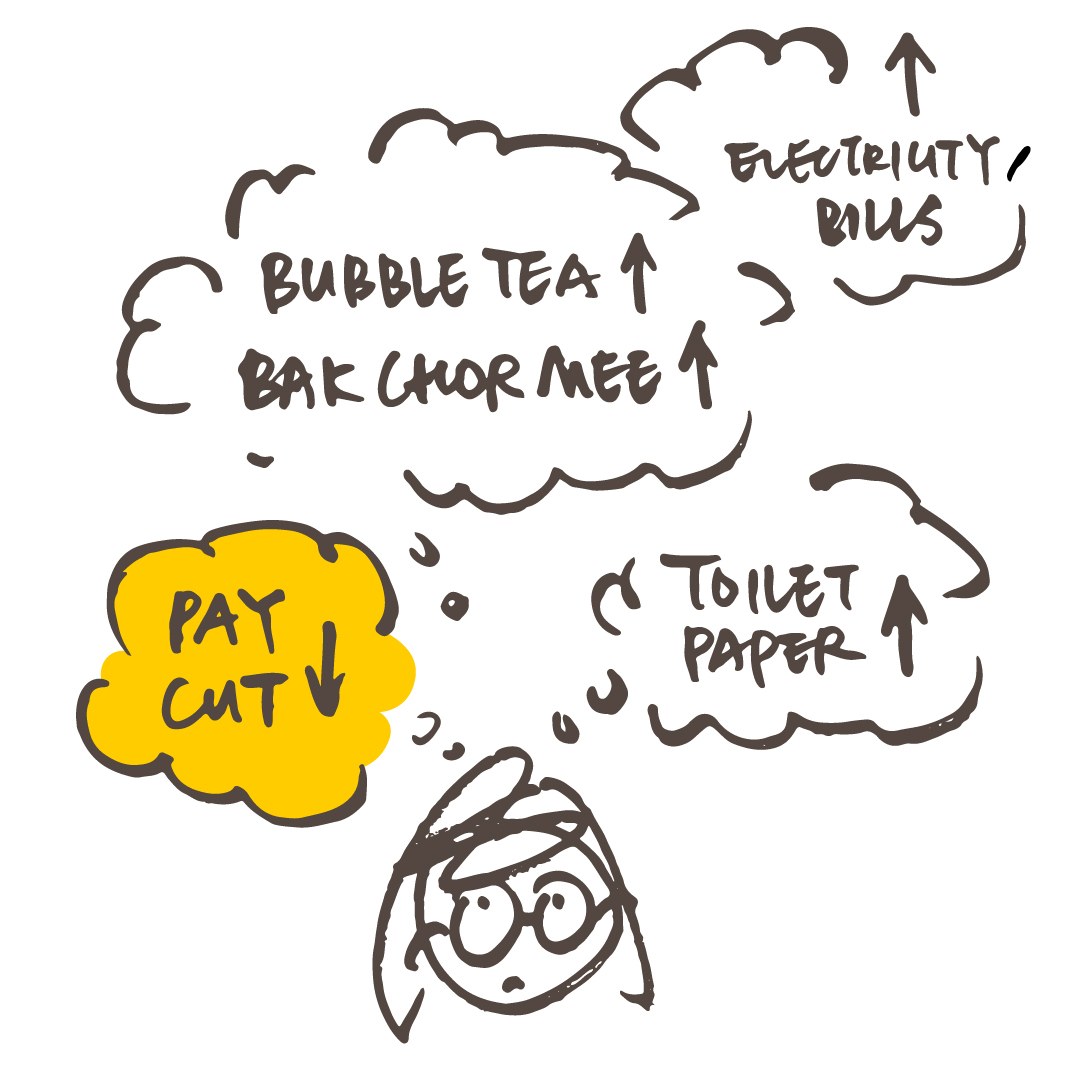 ↑
ELECTRICITY
BILLS
BUBBLE TEA ↑
BAK CHOR MEE ↑
TOILET
PAPER ↑
PAY
CUT ↓